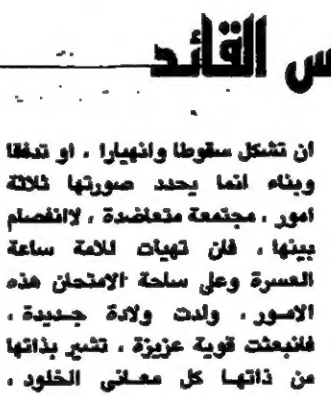 س القائد
ان تشكل سقوطا وانهيارا ، او تدفقا
وبناء انما يحدد صورتها ثلاثة
امور ، مجتمعة متعاضدة ، لاانفصام
بينها ، فان تهيات للامة ساعة
العسرة وعلى ساحة الامتحان هذه
الامور ، ولدت ولادة جديدة ،
فانبعثت قوية عزيزة ، تشير بذاتها
من ذاتها كل معاني الخلود ،